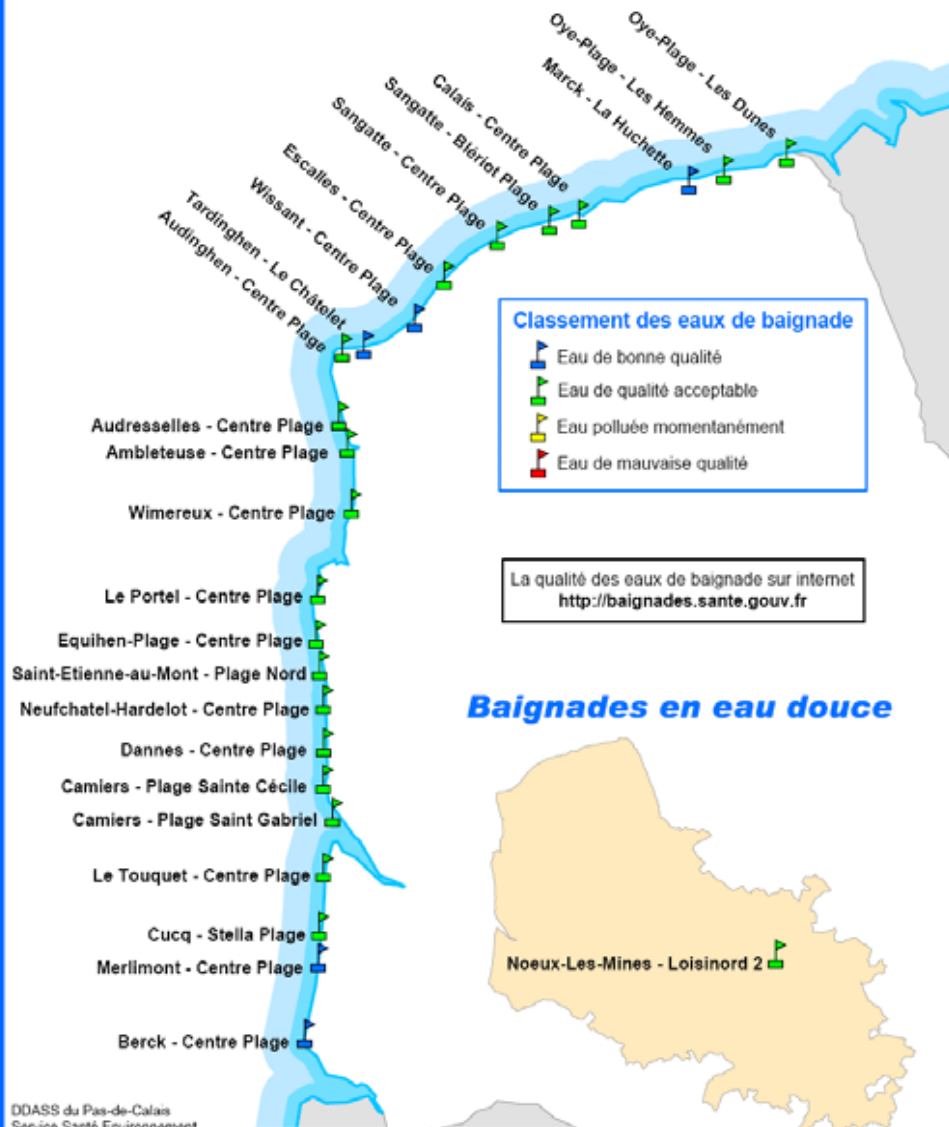 Oye-Plage - Les Dunes
Oye-Plage - Les Hemmes
Marck - La Huchette
Calais - Centre Plage
Sangatte - Blériot Plage
Sangatte - Centre Plage
Escalles - Centre Plage
Wissant - Centre Plage
Tardinghen - Le Châtelet
Audinghen - Centre Plage
Classement des eaux de baignade
Eau de bonne qualité
Eau de qualité acceptable
Eau polluée momentanément
Eau de mauvaise qualité
Audresselles - Centre Plage
Ambleteuse - Centre Plage
Wimereux - Centre Plage
La qualité des eaux de baignade sur internet
http://baignades.sante.gouv.fr
Le Portel - Centre Plage
Equihen-Plage - Centre Plage
Saint-Etienne-au-Mont - Plage Nord
Neufchatel-Hardelot - Centre Plage
Dannes - Centre Plage
Camiers - Plage Sainte Cécile
Camiers - Plage Saint Gabriel
Le Touquet - Centre Plage
Cucq - Stella Plage
Merlimont - Centre Plage
Berck - Centre Plage
Baignades en eau douce
Noeux-Les-Mines - Loisinord 2
DDASS du Pas-de-Calais
Service Santé Environnement